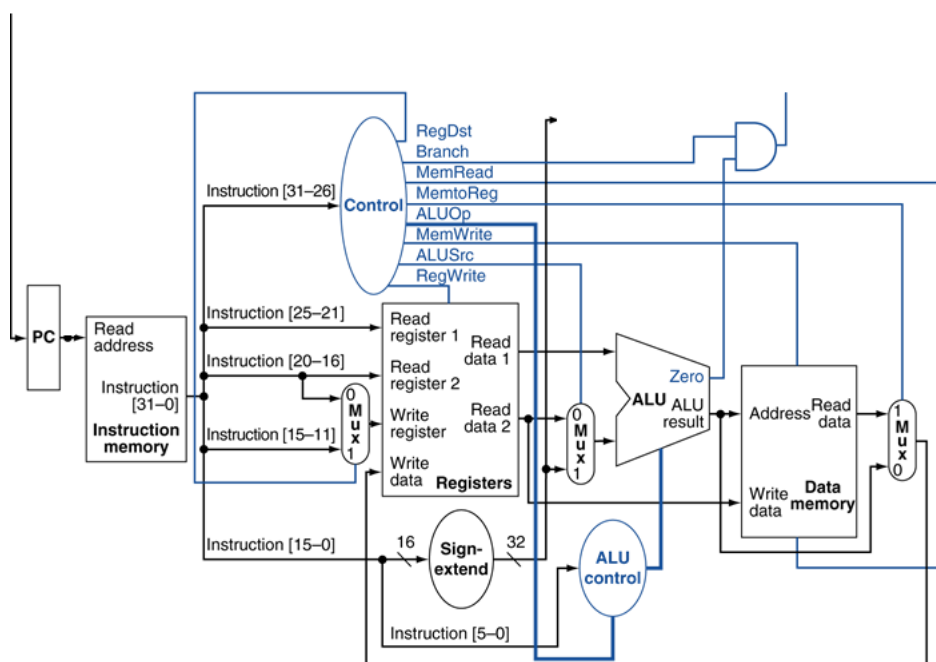 RegDst
Branch
MemRead
Instruction [31–26]
MemtoReg
Control
ALUOp
MemWrite
ALUSrc
RegWrite
Instruction [25–21]
PC
Read
address
Read
register 1
Read
data 1
Instruction [20–16]
Read
register 2
Zero
Instruction
[31–0]
0
M
u
x
1
Write
register
Read
data 2
0
M
u
x
1
ALU
ALU
result
Address
Read
data
1
M
u
x
0
Instruction
memory
Instruction [15–11]
Write
data
Registers
Write
data
Data
memory
Instruction [15–0]
16
Sign-
extend
32
ALU
control
Instruction [5–0]